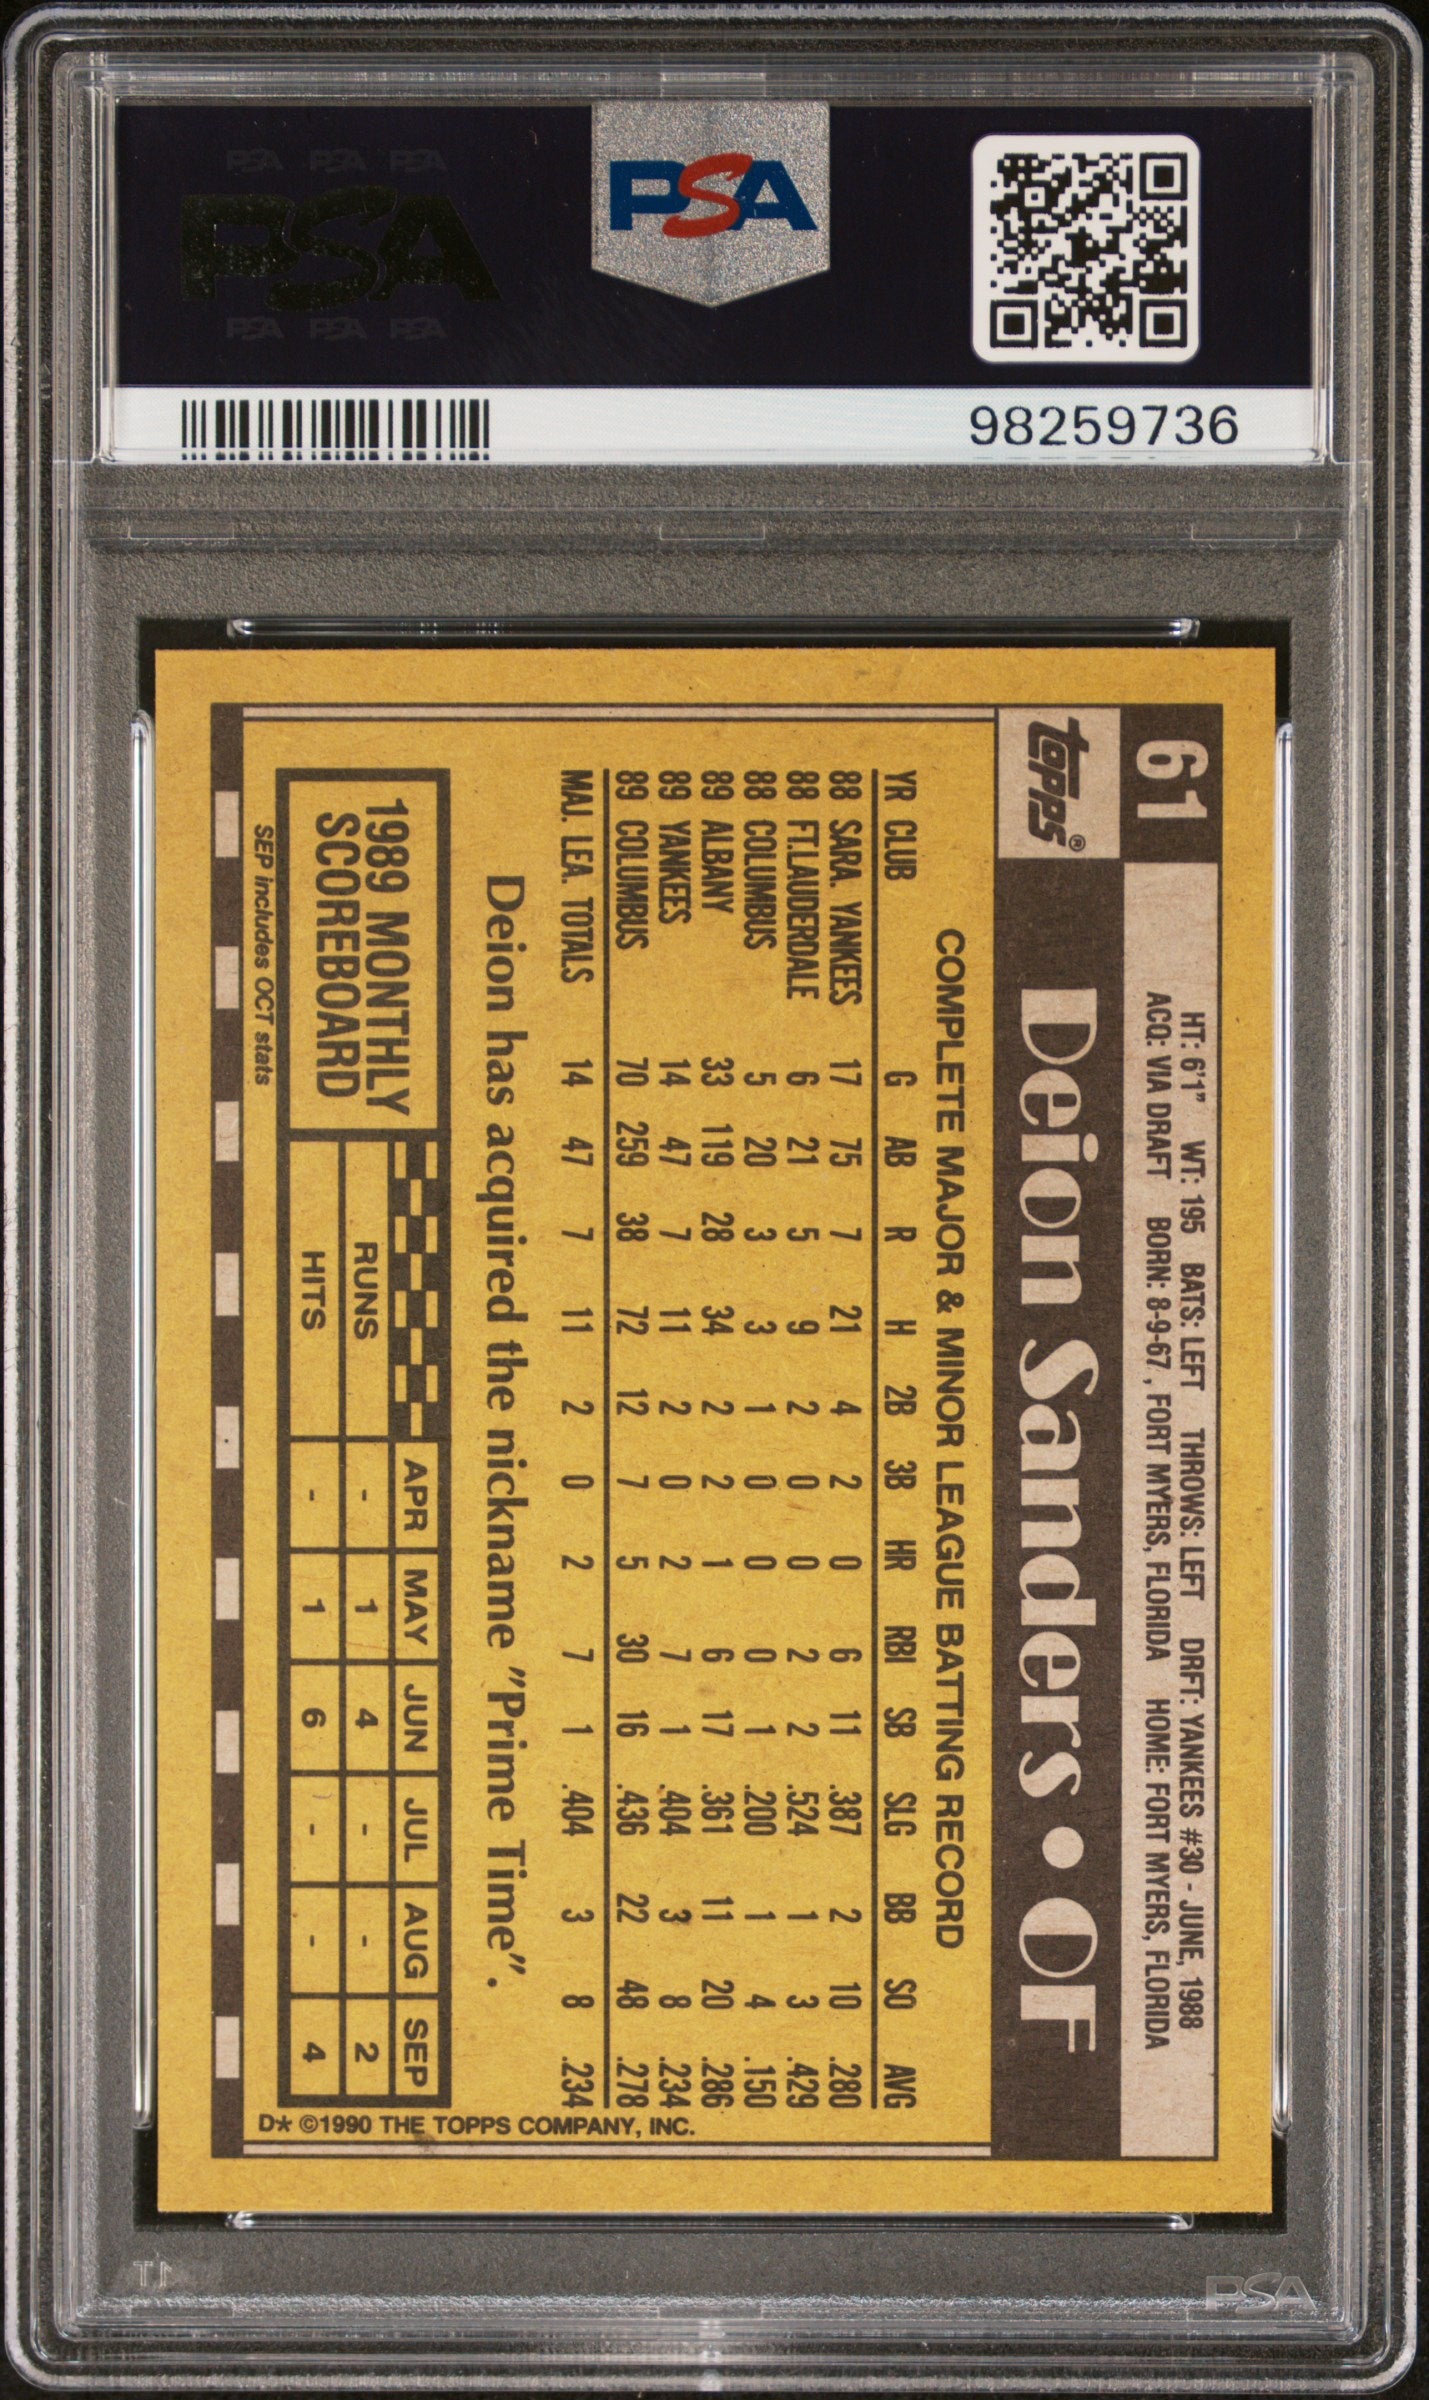 PSA PSA PSA
PSA
PSA PSA PSA
PSA
98259736
61
HT: 6'1" WT: 195 BATS: LEFT THROWS: LEFT DRFT: YANKEES #30 - JUNE, 1988
ACQ: VIA DRAFT BORN: 8-9-67, FORT MYERS, FLORIDA HOME: FORT MYERS, FLORIDA
topps®
Deion Sanders • OF
COMPLETE MAJOR & MINOR LEAGUE BATTING RECORD
YR CLUB G AB R H 2B 3B HR RBI SB SLG BB SO AVG
88 SARA. YANKEES 17 75 7 21 4 2 0 6 11 .387 2 10 .280
88 FT.LAUDERDALE 6 21 5 9 2 0 0 2 2 .524 1 3 .429
88 COLUMBUS 5 20 3 3 1 0 0 0 1 .200 1 4 .150
89 ALBANY 33 119 28 34 2 2 1 6 17 .361 11 20 .286
89 YANKEES 14 47 7 11 2 0 2 7 1 .404 3 8 .234
89 COLUMBUS 70 259 38 72 12 7 5 30 16 .436 22 48 .278
MAJ. LEA. TOTALS 14 47 7 11 2 0 2 7 1 .404 3 8 .234
Deion has acquired the nickname "Prime Time".
1989 MONTHLY
SCOREBOARD
APR MAY JUN JUL AUG SEP
RUNS - 1 4 - - 2
HITS - 1 6 - - 4
SEP includes OCT stats
D* ©1990 THE TOPPS COMPANY, INC.
1T
PSA